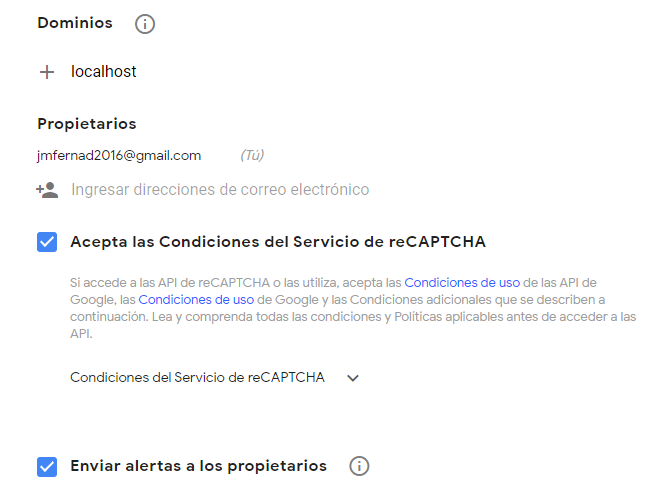 Dominios
localhost
Propietarios
jmfernad2016@gmail.com (Tú)
Ingresar direcciones de correo electrónico
Acepta las Condiciones del Servicio de reCAPTCHA
Si accede a las API de reCAPTCHA o las utiliza, acepta las Condiciones de uso de las API de
Google, las Condiciones de uso de Google y las Condiciones adicionales que se describen a
continuación. Lea y comprenda todas las condiciones y Políticas aplicables antes de acceder a las
API.
Condiciones del Servicio de reCAPTCHA
Enviar alertas a los propietarios